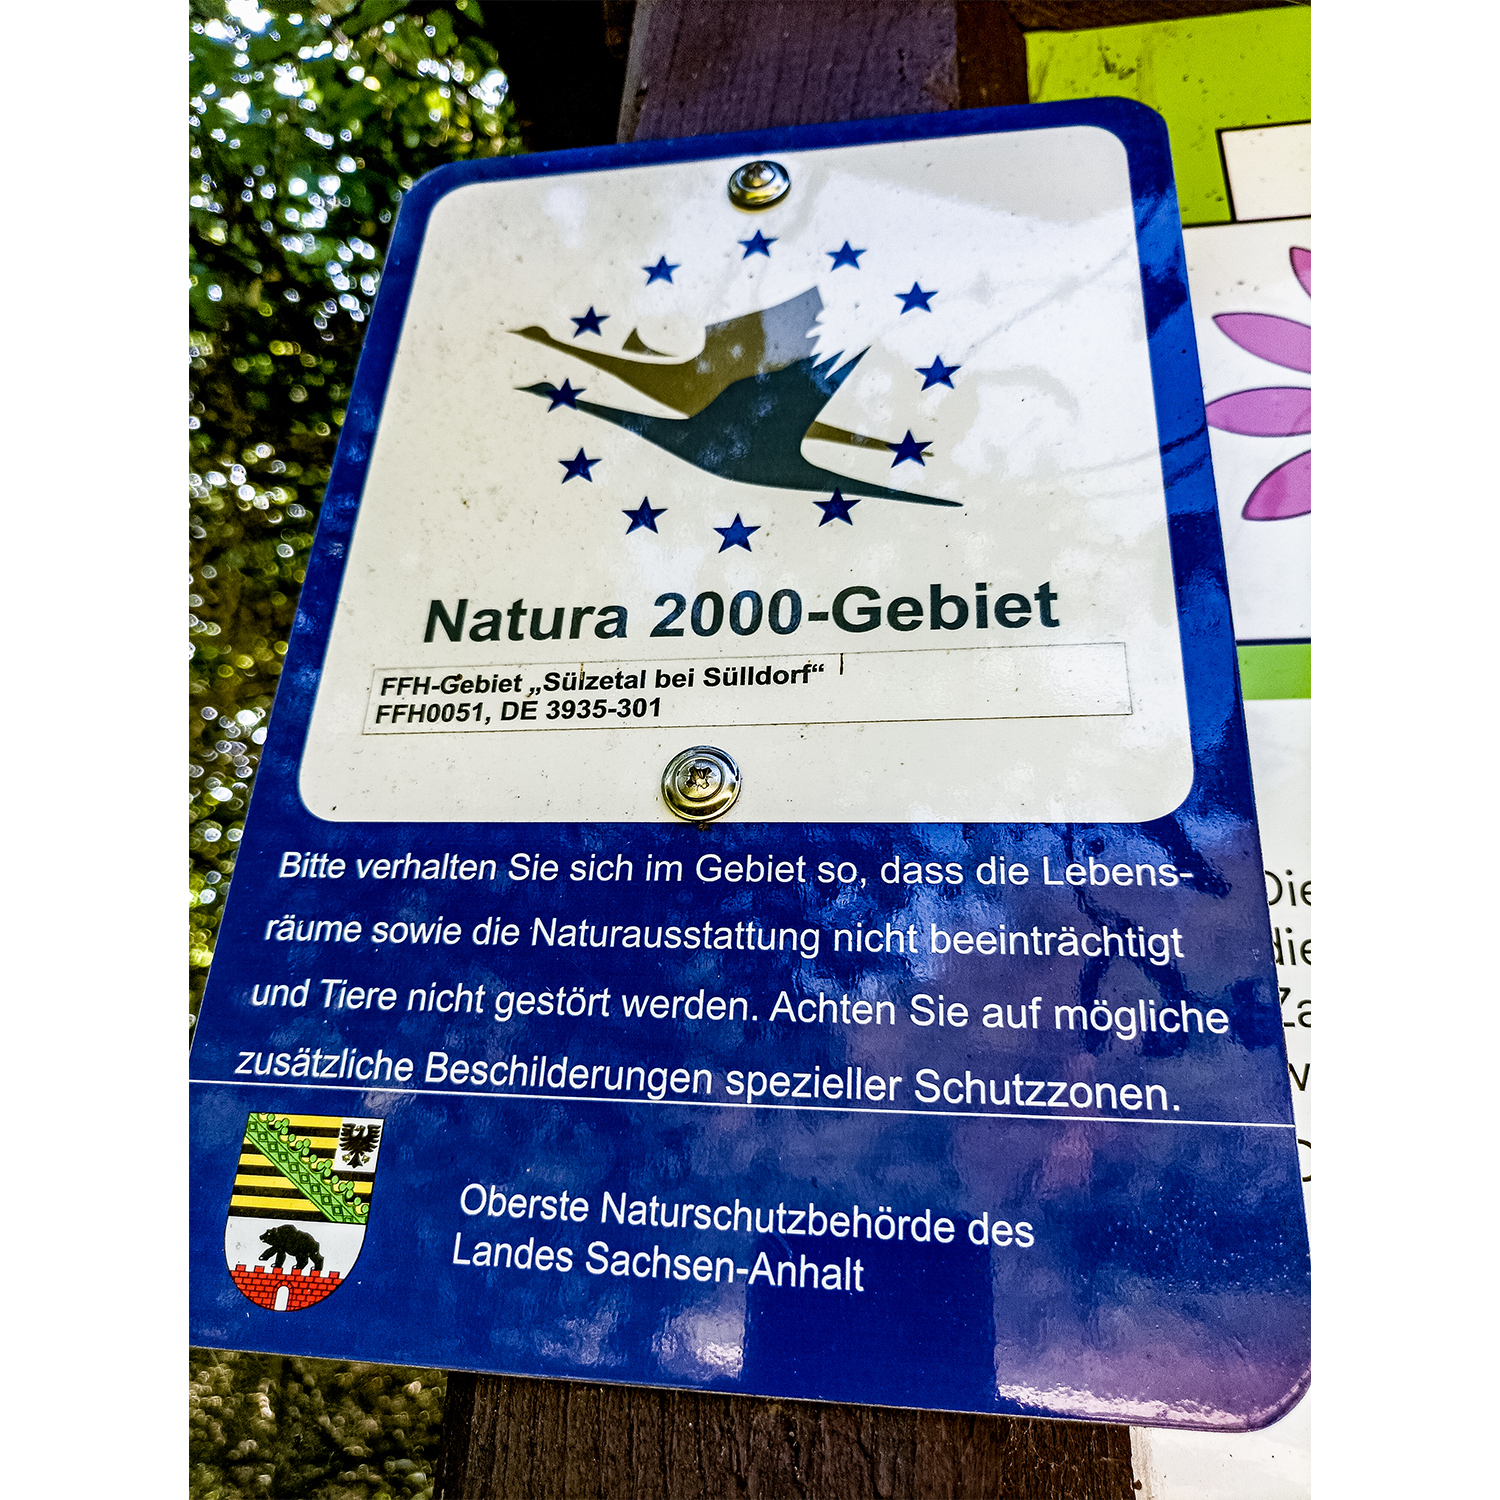 Natura 2000-Gebiet
FFH-Gebiet „Sülzetal bei Sülldorf“
FFH0051, DE 3935-301
Bitte verhalten Sie sich im Gebiet so, dass die Lebens-
räume sowie die Naturausstattung nicht beeinträchtigt
und Tiere nicht gestört werden. Achten Sie auf mögliche
zusätzliche Beschilderungen spezieller Schutzzonen.
Oberste Naturschutzbehörde des
Landes Sachsen-Anhalt